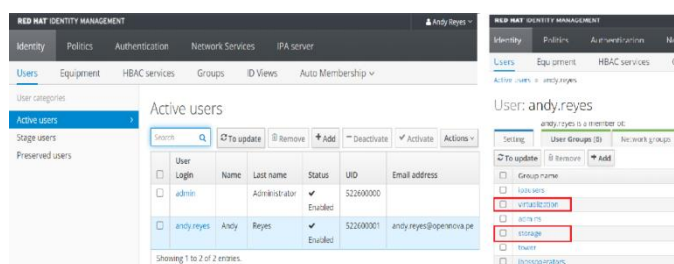 RED HAT IDENTITY MANAGEMENT
Andy Reyes
Identity Politics Authentication Network Services IPA server
Users Equipment HBAC services Groups ID Views Auto Membership
User categories
Active users
Stage users
Preserved users
Active users
Search To update Remove Add Deactivate Activate Actions
User Login Name Last name Status UID Email address
admin Administrator Enabled 522600000
andy.reyes Andy Reyes Enabled 522600001 andy.reyes@opennova.pe
Showing 1 to 2 of 2 entries.
RED HAT IDENTITY MANAGEMENT
Identity Politics Authentication
Users Equipment HBAC services
Active users » andy.reyes
User: andy.reyes
andy.reyes is a member of:
Setting User Groups (8) Network groups
To update Remove Add
Group name
ipausers
virtualization
admins
storage
tower